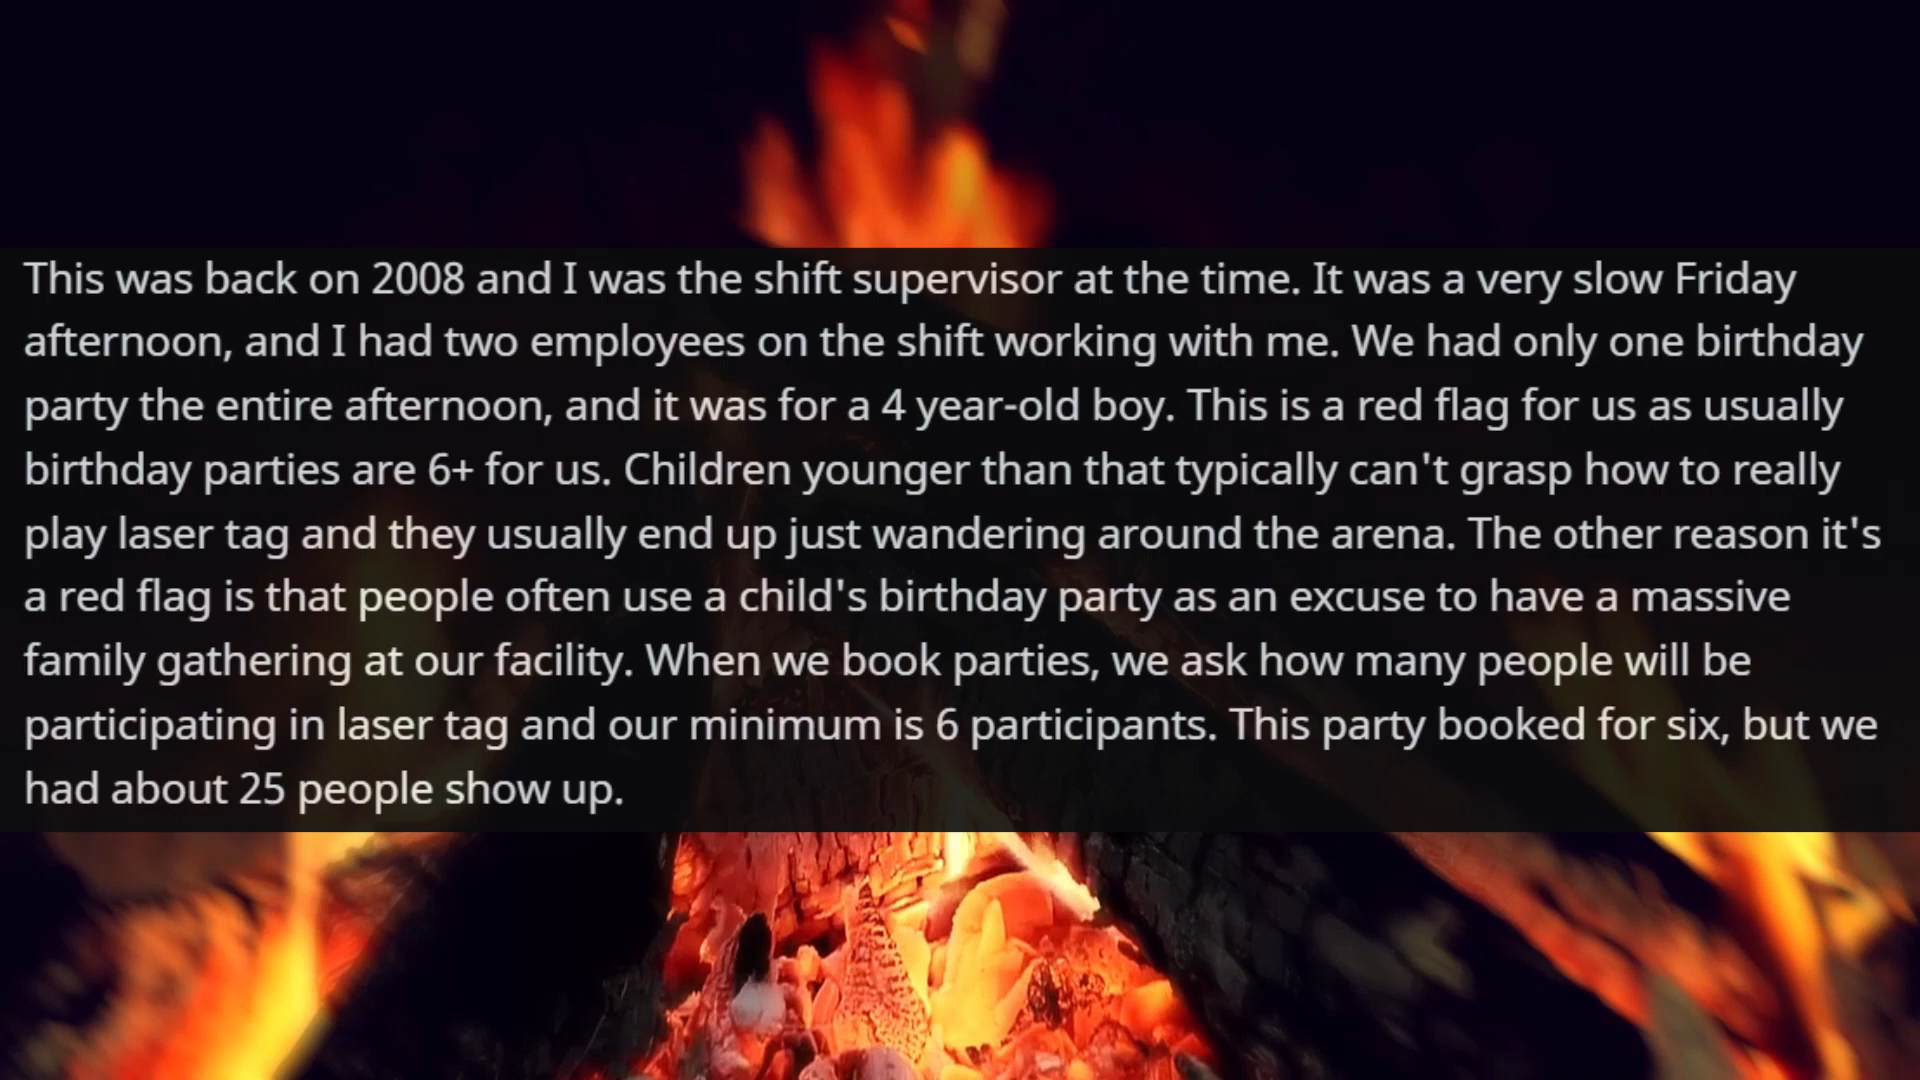 This was back on 2008 and I was the shift supervisor at the time. It was a very slow Friday
afternoon, and I had two employees on the shift working with me. We had only one birthday
party the entire afternoon, and it was for a 4 year-old boy. This is a red flag for us as usually
birthday parties are 6+ for us. Children younger than that typically can't grasp how to really
play laser tag and they usually end up just wandering around the arena. The other reason it's
a red flag is that people often use a child's birthday party as an excuse to have a massive
family gathering at our facility. When we book parties, we ask how many people will be
participating in laser tag and our minimum is 6 participants. This party booked for six, but we
had about 25 people show up.